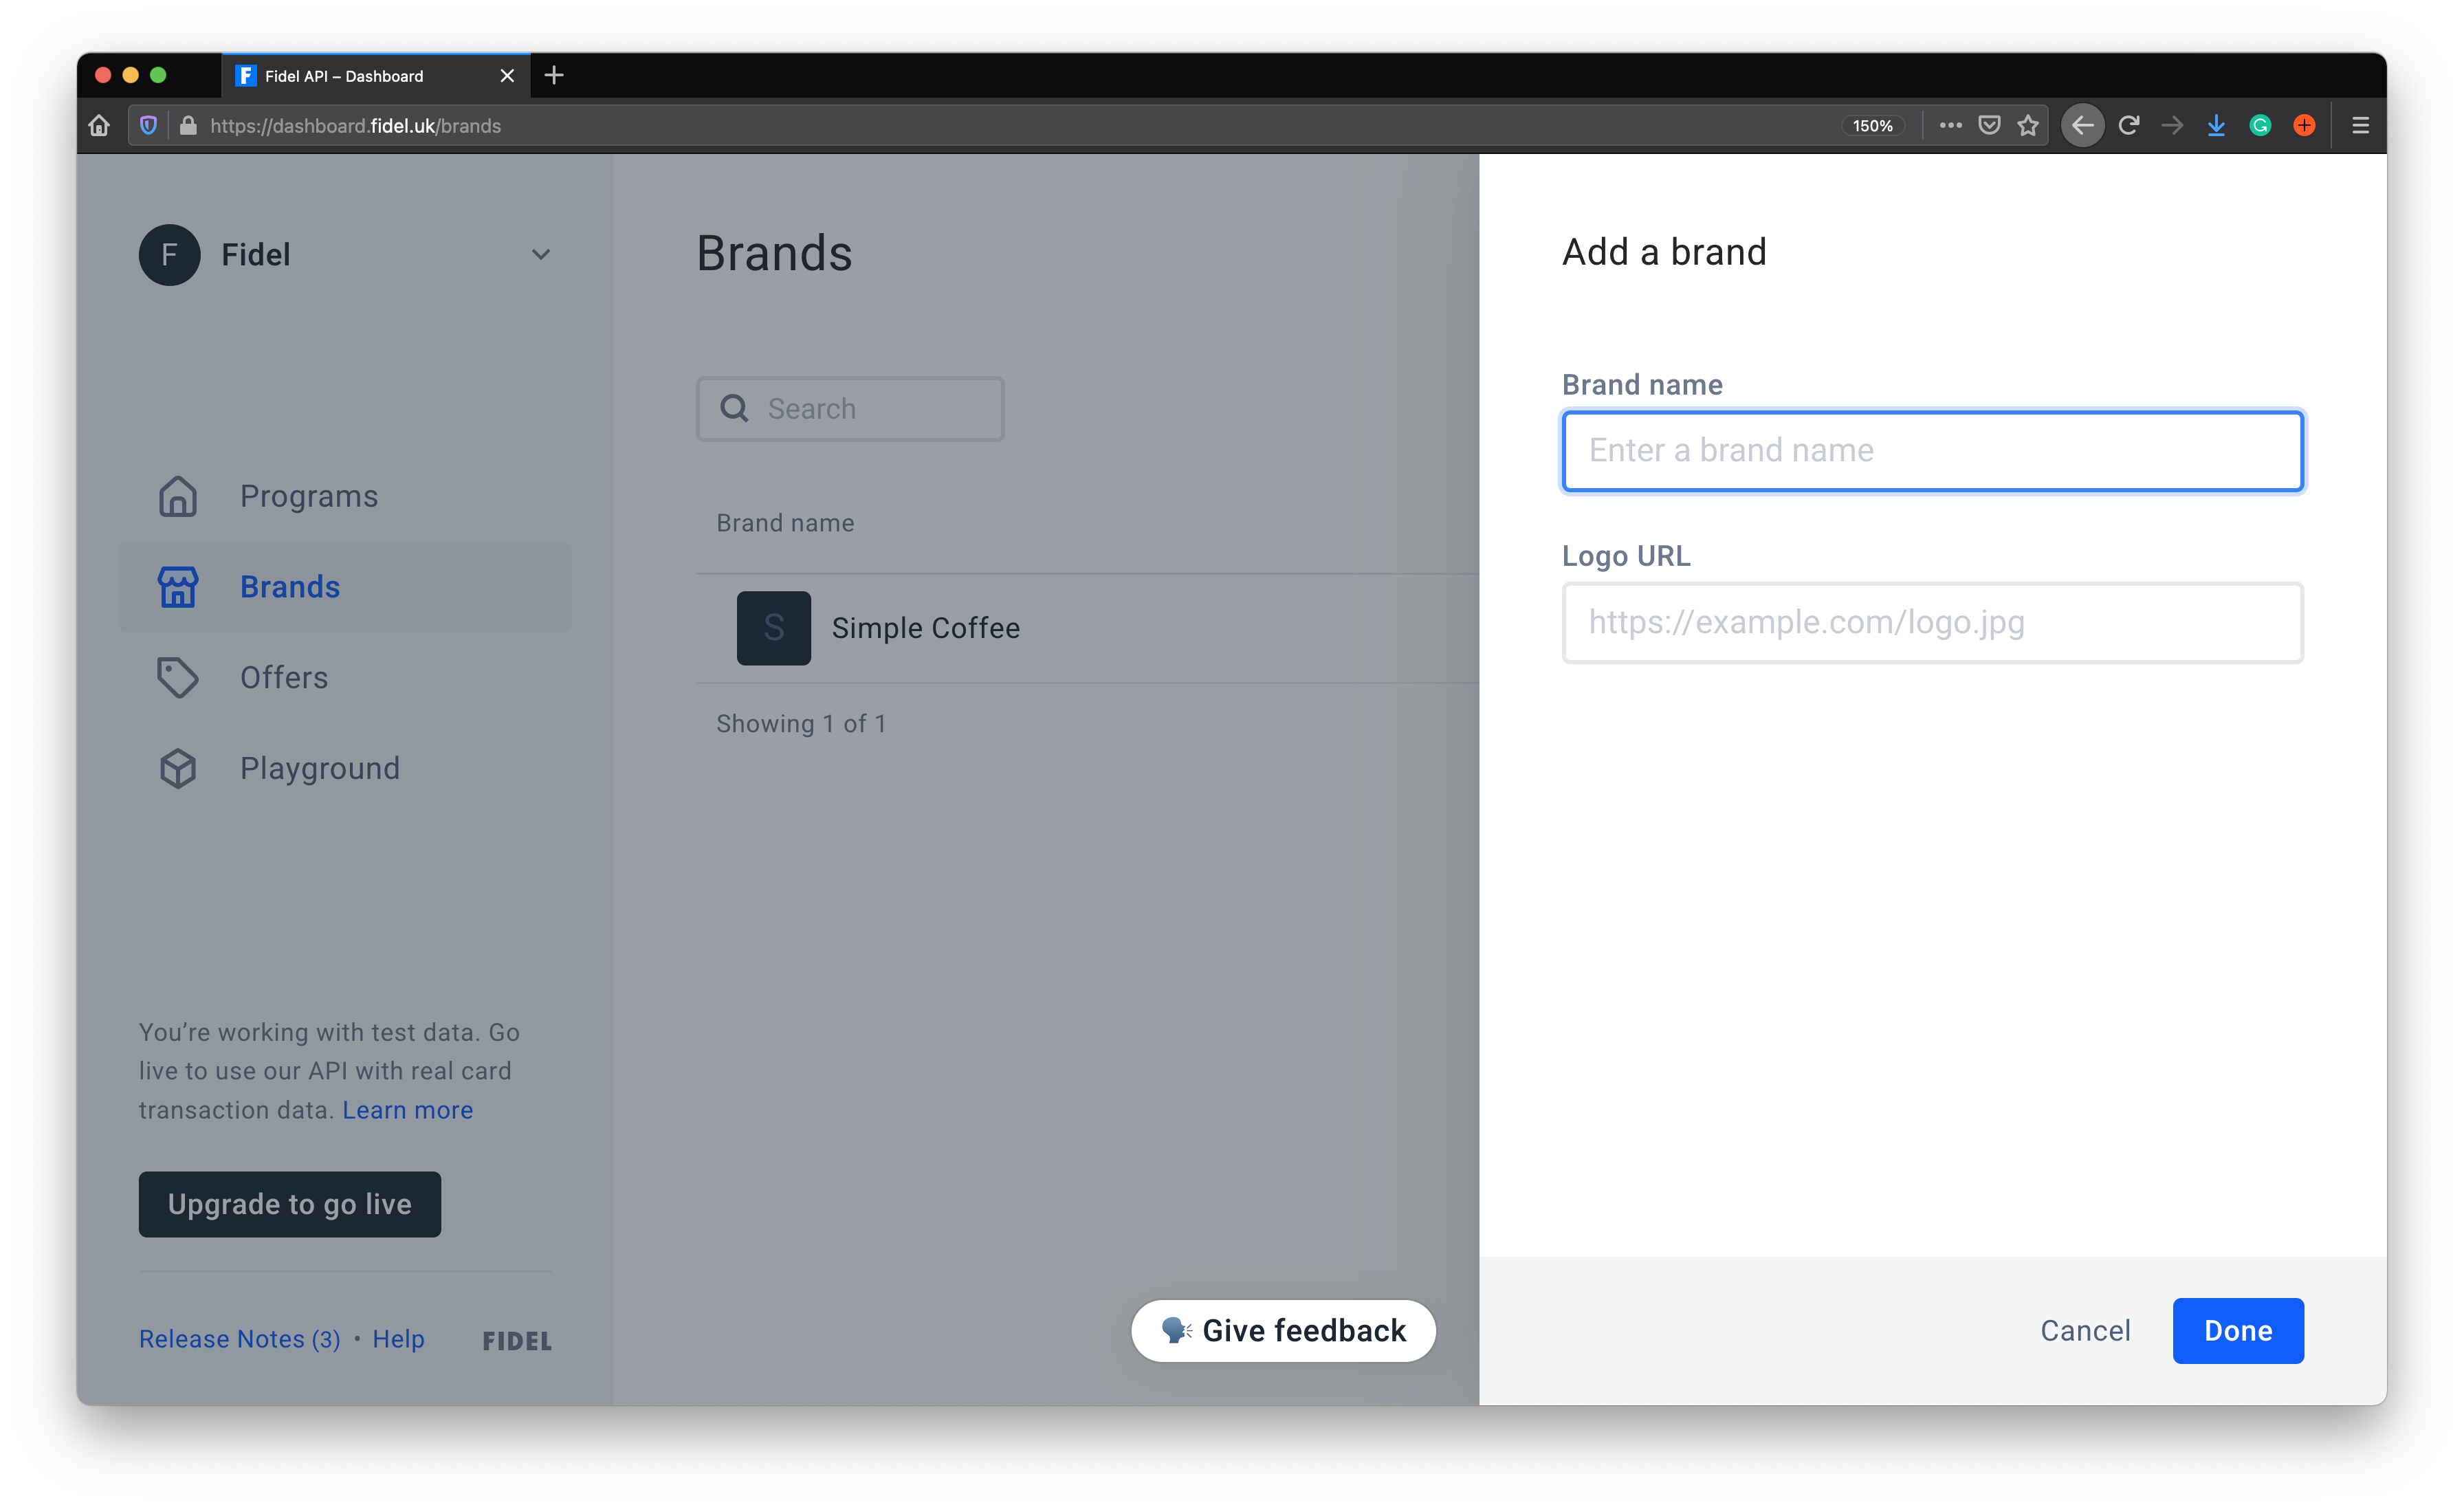 Fidel API – Dashboard
https://dashboard.fidel.uk/brands
150%
F
Fidel
Programs
Brands
Offers
Playground
You’re working with test data. Go
live to use our API with real card
transaction data. Learn more
Upgrade to go live
Release Notes (3) • Help
FIDEL
Brands
Search
Brand name
S
Simple Coffee
Showing 1 of 1
Give feedback
Add a brand
Brand name
Enter a brand name
Logo URL
https://example.com/logo.jpg
Cancel
Done